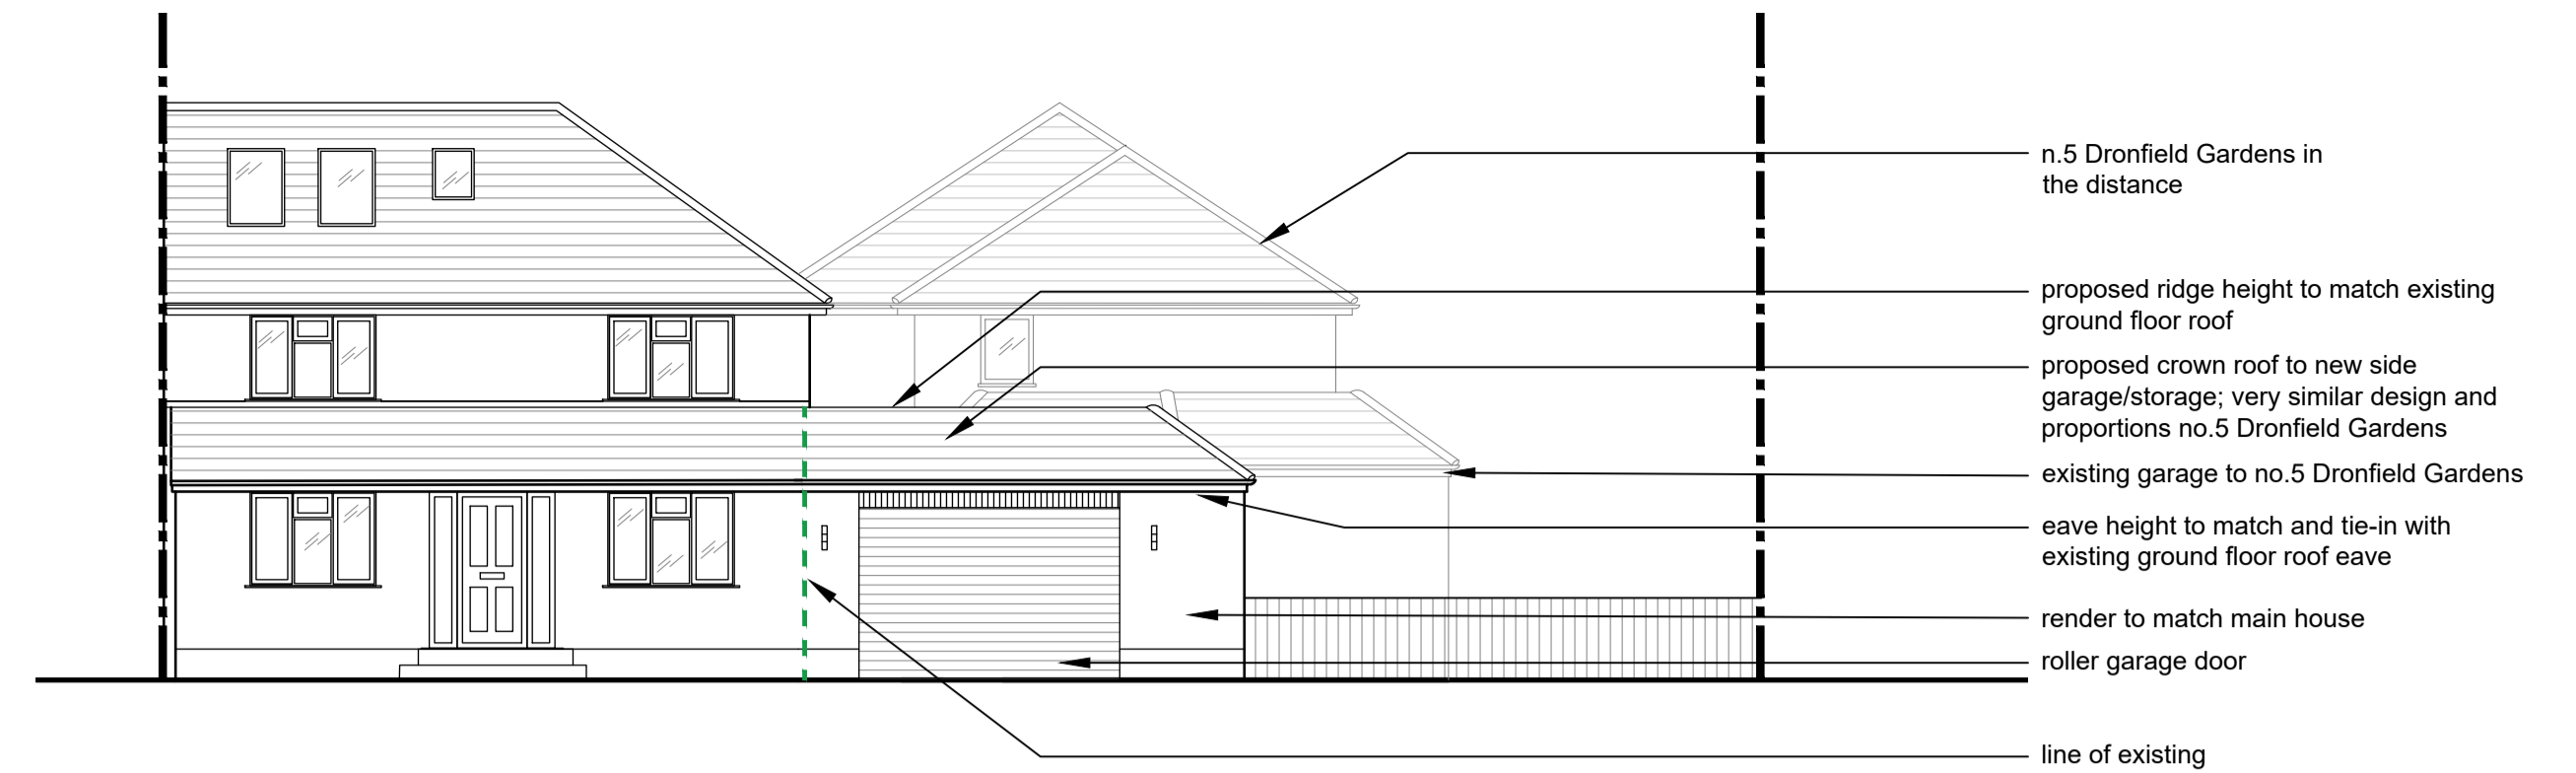 n.5 Dronfield Gardens in
the distance
proposed ridge height to match existing
ground floor roof
proposed crown roof to new side
garage/storage; very similar design and
proportions no.5 Dronfield Gardens
existing garage to no.5 Dronfield Gardens
eave height to match and tie-in with
existing ground floor roof eave
render to match main house
roller garage door
line of existing